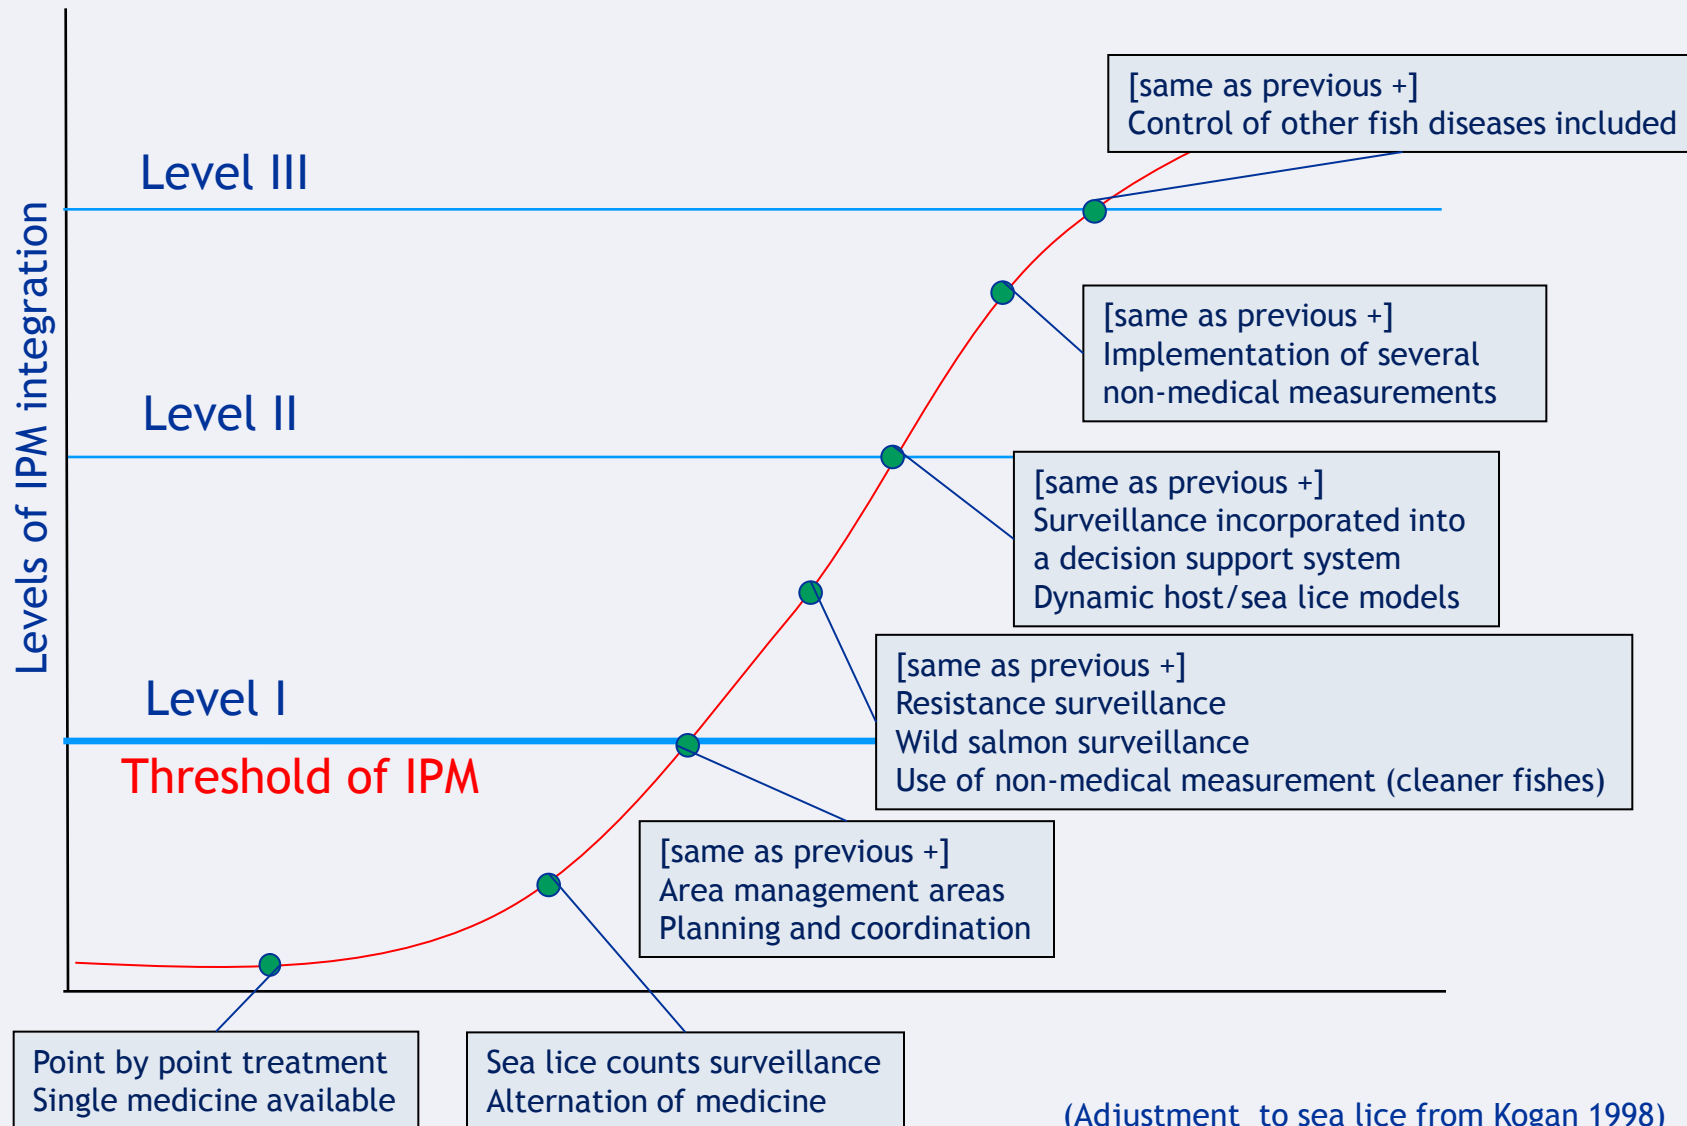 [same as previous +]
Control of other fish diseases included
Level III
Levels of IPM integration
[same as previous +]
Implementation of several
non-medical measurements
Level II
[same as previous +]
Surveillance incorporated into
a decision support system
Dynamic host/sea lice models
[same as previous +]
Resistance surveillance
Wild salmon surveillance
Use of non-medical measurement (cleaner fishes)
Level I
Threshold of IPM
[same as previous +]
Area management areas
Planning and coordination
Point by point treatment
Single medicine available
Sea lice counts surveillance
Alternation of medicine
(Adjustment to sea lice from Kogan 1998)